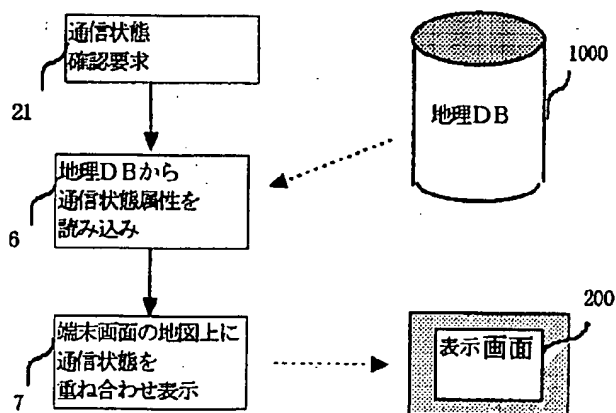 通信状態
確認要求
21
1000
地理DB
地理DBから
通信状態属性を
読み込み
6
200
端末画面の地図上に
通信状態を
重ね合わせ表示
7
表示画面